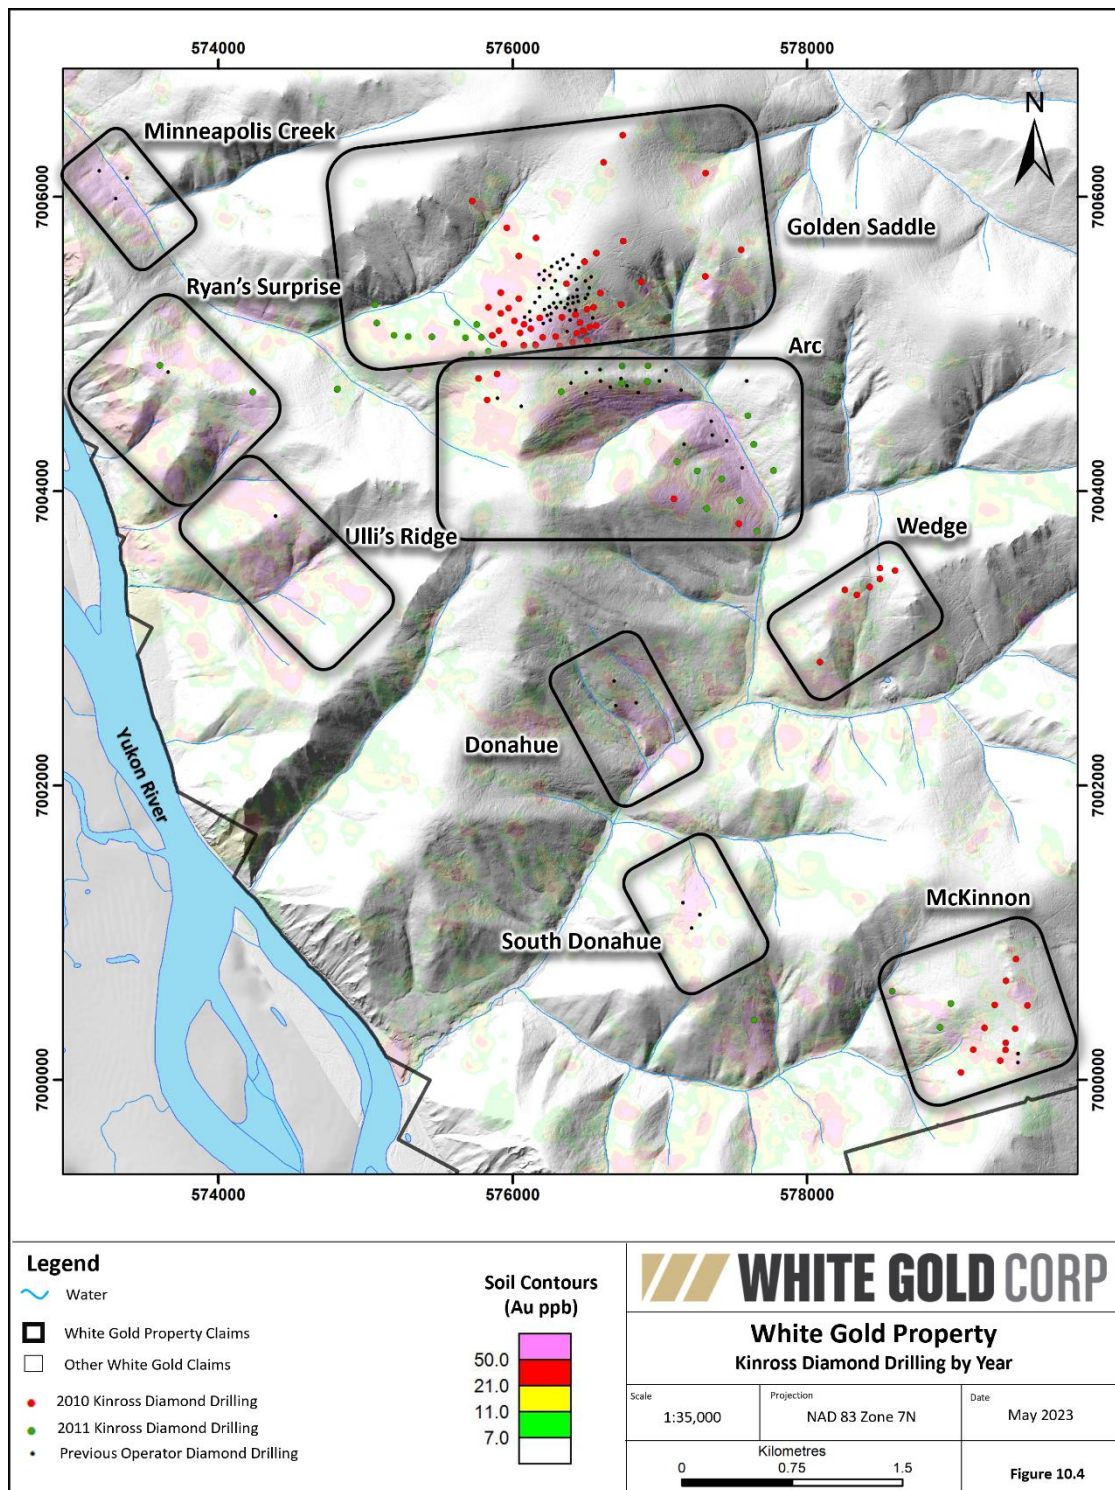 574000 576000 578000
N
Minneapolis Creek
7006000
7006000
Golden Saddle
Ryan's Surprise
Arc
7004000
7004000
Wedge
Ulli's Ridge
Donahue
Yukon River
7002000
7002000
McKinnon
South Donahue
7000000
7000000
574000 576000 578000
Legend
Water
White Gold Property Claims
Other White Gold Claims
2010 Kinross Diamond Drilling
2011 Kinross Diamond Drilling
Previous Operator Diamond Drilling
Soil Contours
(Au ppb)
50.0
21.0
11.0
7.0
WHITE GOLD CORP
White Gold Property
Kinross Diamond Drilling by Year
Scale
1:35,000
Projection
NAD 83 Zone 7N
Date
May 2023
Kilometres
0 0.75 1.5
Figure 10.4